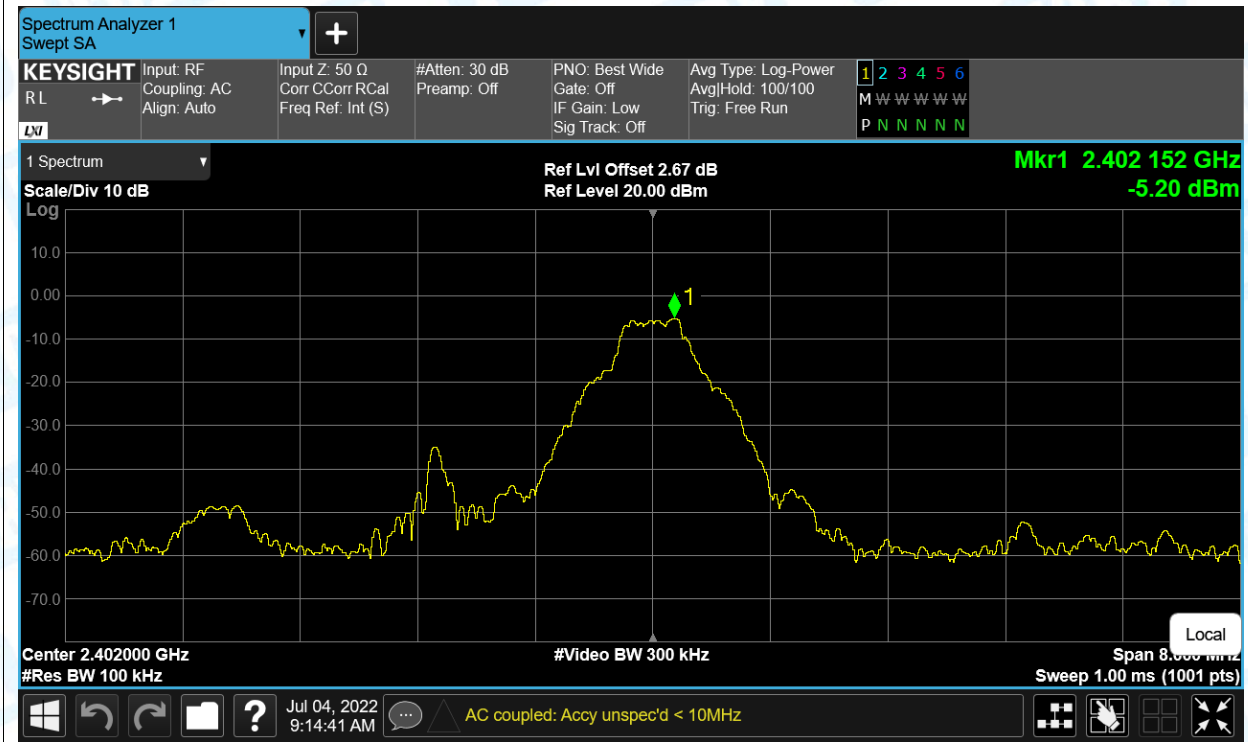 Spectrum Analyzer 1
Swept SA
KEYSIGHT
R L
LXI
Input: RF
Coupling: AC
Align: Auto
Input Z: 50 Ω
Corr CCorr RCal
Freq Ref: Int (S)
#Atten: 30 dB
Preamp: Off
PNO: Best Wide
Gate: Off
IF Gain: Low
Sig Track: Off
Avg Type: Log-Power
Avg|Hold: 100/100
Trig: Free Run
1 2 3 4 5 6
M W W W W W
P N N N N N
1 Spectrum
Scale/Div 10 dB
Log
Ref Lvl Offset 2.67 dB
Ref Level 20.00 dBm
Mkr1 2.402 152 GHz
-5.20 dBm
10.0
0.00
1
-10.0
-20.0
-30.0
-40.0
-50.0
-60.0
-70.0
Local
Center 2.402000 GHz
#Res BW 100 kHz
#Video BW 300 kHz
Span 8.000 MHz
Sweep 1.00 ms (1001 pts)
?
Jul 04, 2022
9:14:41 AM
AC coupled: Accy unspec'd < 10MHz